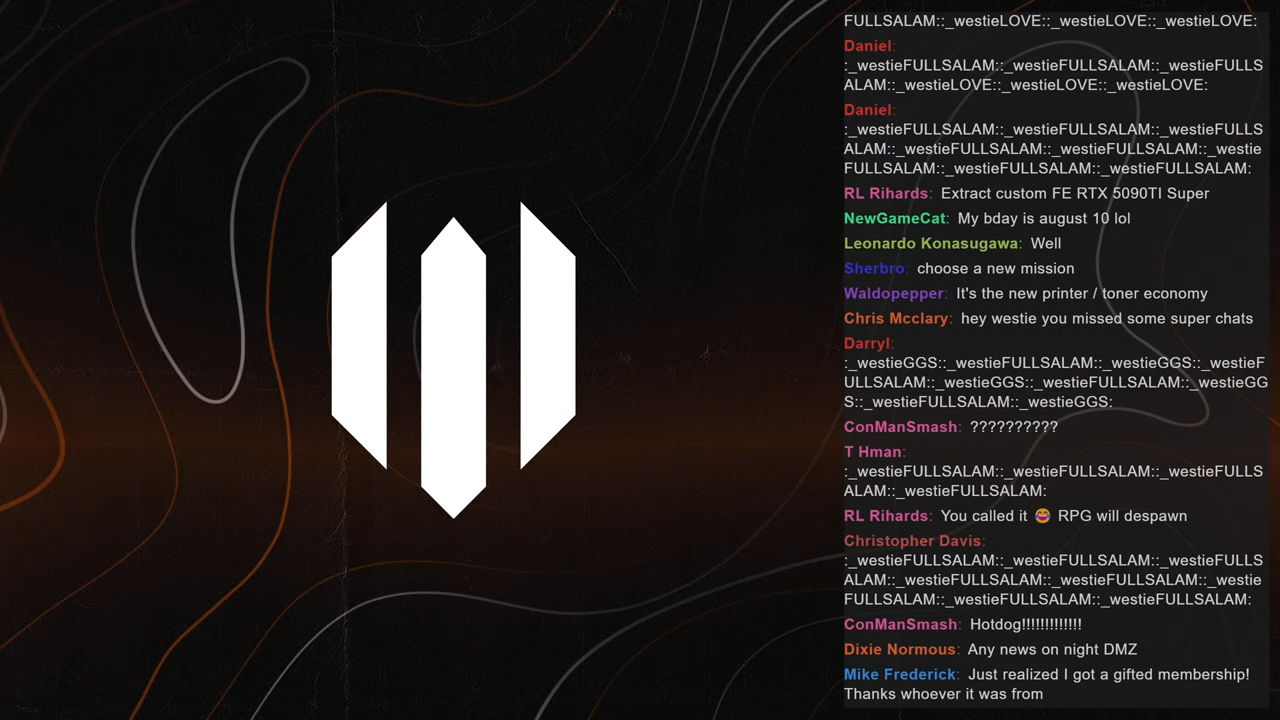 FULLSALAM::_westieLOVE::_westieLOVE::_westieLOVE:
Daniel:
:_westieFULLSALAM::_westieFULLSALAM::_westieFULLS
ALAM::_westieLOVE::_westieLOVE::_westieLOVE:
Daniel:
:_westieFULLSALAM::_westieFULLSALAM::_westieFULLS
ALAM::_westieFULLSALAM::_westieFULLSALAM::_westie
FULLSALAM::_westieFULLSALAM::_westieFULLSALAM:
RL Rihards: Extract custom FE RTX 5090TI Super
NewGameCat: My bday is august 10 lol
Leonardo Konasugawa: Well
Sherbro: choose a new mission
Waldopepper: It's the new printer / toner economy
Chris Mcclary: hey westie you missed some super chats
Darryl:
:_westieGGS::_westieFULLSALAM::_westieGGS::_westieF
ULLSALAM::_westieGGS::_westieFULLSALAM::_westieGG
S::_westieFULLSALAM::_westieGGS:
ConManSmash: ??????????
T Hman:
:_westieFULLSALAM::_westieFULLSALAM::_westieFULLS
ALAM::_westieFULLSALAM:
RL Rihards: You called it 😅 RPG will despawn
Christopher Davis:
:_westieFULLSALAM::_westieFULLSALAM::_westieFULLS
ALAM::_westieFULLSALAM::_westieFULLSALAM::_westie
FULLSALAM::_westieFULLSALAM::_westieFULLSALAM:
ConManSmash: Hotdog!!!!!!!!!!!!!
Dixie Normous: Any news on night DMZ
Mike Frederick: Just realized I got a gifted membership!
Thanks whoever it was from